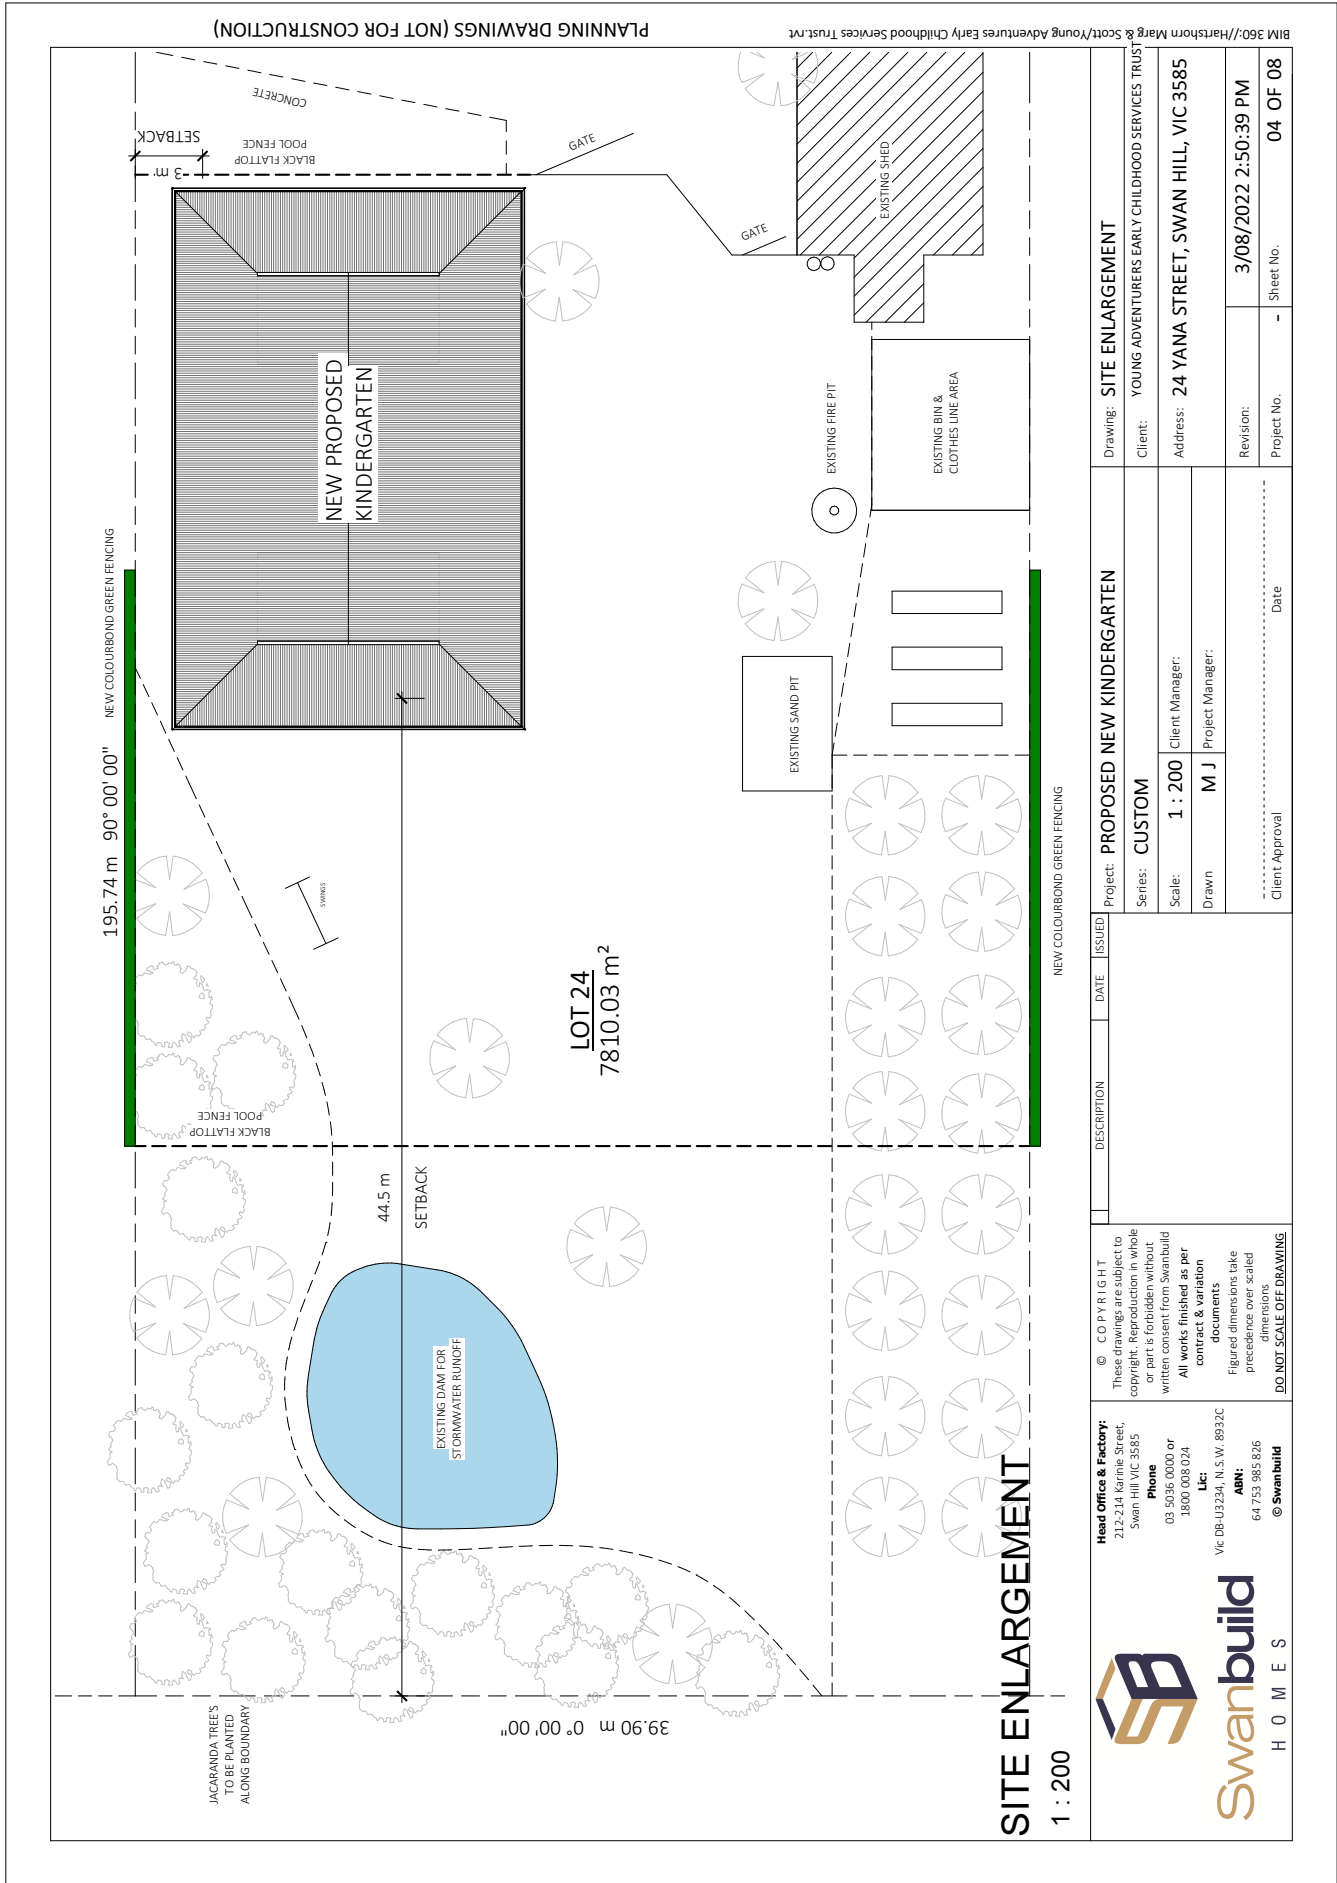 PLANNING DRAWINGS (NOT FOR CONSTRUCTION)
BIM 360://Hartshorn Marg & Scott/Young Adventures Early Childhood Services Trust.rvt
CONCRETE
SETBACK
3 m
BLACK FLATTOP
POOL FENCE
GATE
GATE
EXISTING SHED
NEW PROPOSED
KINDERGARTEN
NEW COLOURBOND GREEN FENCING
195.74 m 90° 00' 00"
EXISTING FIRE PIT
EXISTING BIN &
CLOTHES LINE AREA
EXISTING SAND PIT
SWINGS
LOT 24
7810.03 m²
NEW COLOURBOND GREEN FENCING
BLACK FLATTOP
POOL FENCE
44.5 m
SETBACK
EXISTING DAM FOR
STORMWATER RUNOFF
JACARANDA TREE'S
TO BE PLANTED
ALONG BOUNDARY
39.90 m 0° 00' 00"
SITE ENLARGEMENT
1 : 200
Swanbuild
HOMES
Head Office & Factory:
212-214 Karinie Street,
Swan Hill VIC 3585
Phone
03 5036 0000 or
1800 008 024
Lic:
Vic DB-U3234, N.S.W. 8932C
ABN:
64 753 985 826
© Swanbuild
© COPYRIGHT
These drawings are subject to
copyright. Reproduction in whole
or part is forbidden without
written consent from Swanbuild
All works finished as per
contract & variation
documents
Figured dimensions take
precedence over scaled
dimensions
DO NOT SCALE OFF DRAWING
DESCRIPTION DATE ISSUED
Project: PROPOSED NEW KINDERGARTEN
Series: CUSTOM
Scale: 1 : 200 Client Manager:
Drawn M J Project Manager:
Client Approval Date
Drawing: SITE ENLARGEMENT
Client: YOUNG ADVENTURERS EARLY CHILDHOOD SERVICES TRUST
Address: 24 YANA STREET, SWAN HILL, VIC 3585
Revision: 3/08/2022 2:50:39 PM
Project No. - Sheet No. 04 OF 08